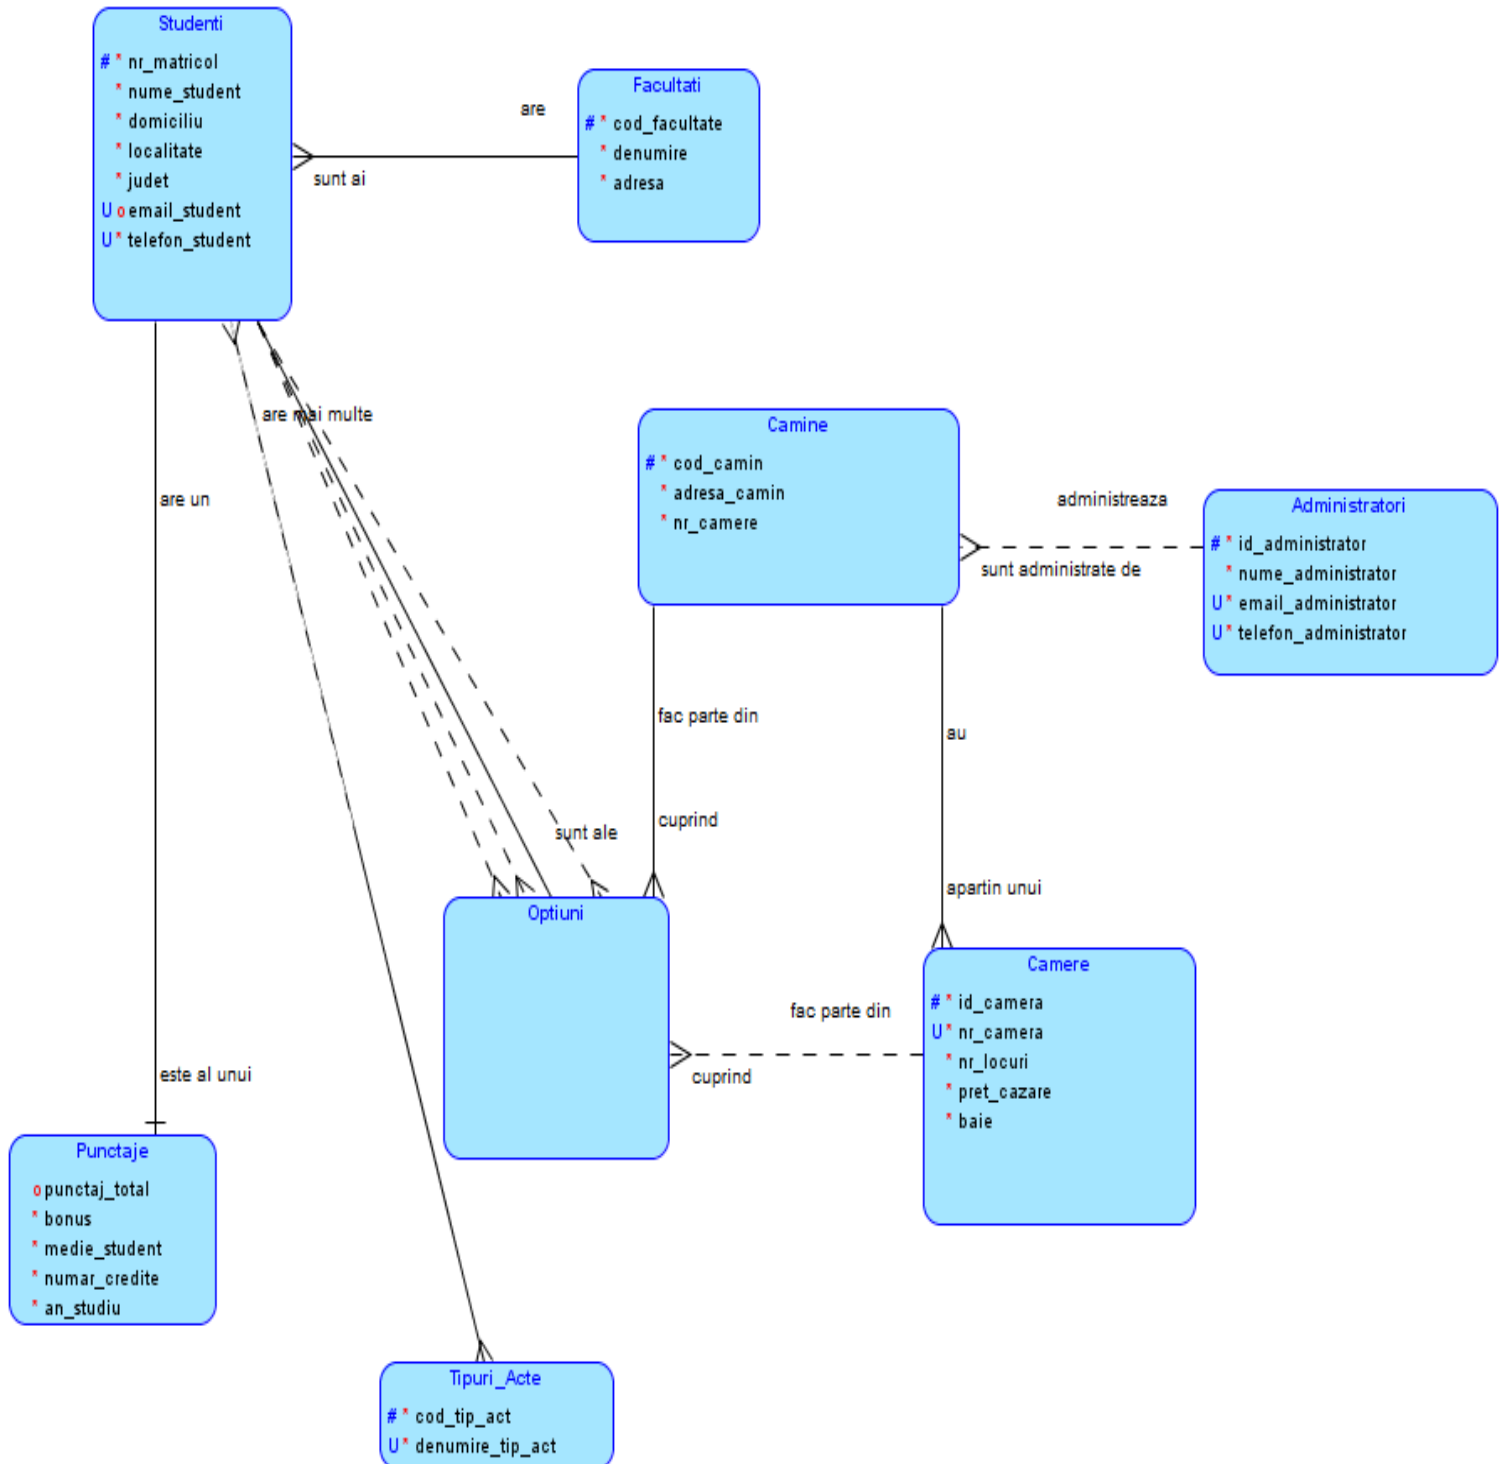 Studenti
# * nr_matricol
* nume_student
* domiciliu
* localitate
* judet
U o email_student
U * telefon_student
are
sunt ai
Facultati
# * cod_facultate
* denumire
* adresa
are mai multe
are un
este al unui
sunt ale
Camine
# * cod_camin
* adresa_camin
* nr_camere
administreaza
sunt administrate de
Administratori
# * id_administrator
* nume_administrator
U * email_administrator
U * telefon_administrator
fac parte din
cuprind
au
apartin unui
Optiuni
fac parte din
cuprind
Camere
# * id_camera
U * nr_camera
* nr_locuri
* pret_cazare
* baie
Punctaje
o punctaj_total
* bonus
* medie_student
* numar_credite
* an_studiu
Tipuri_Acte
# * cod_tip_act
U * denumire_tip_act